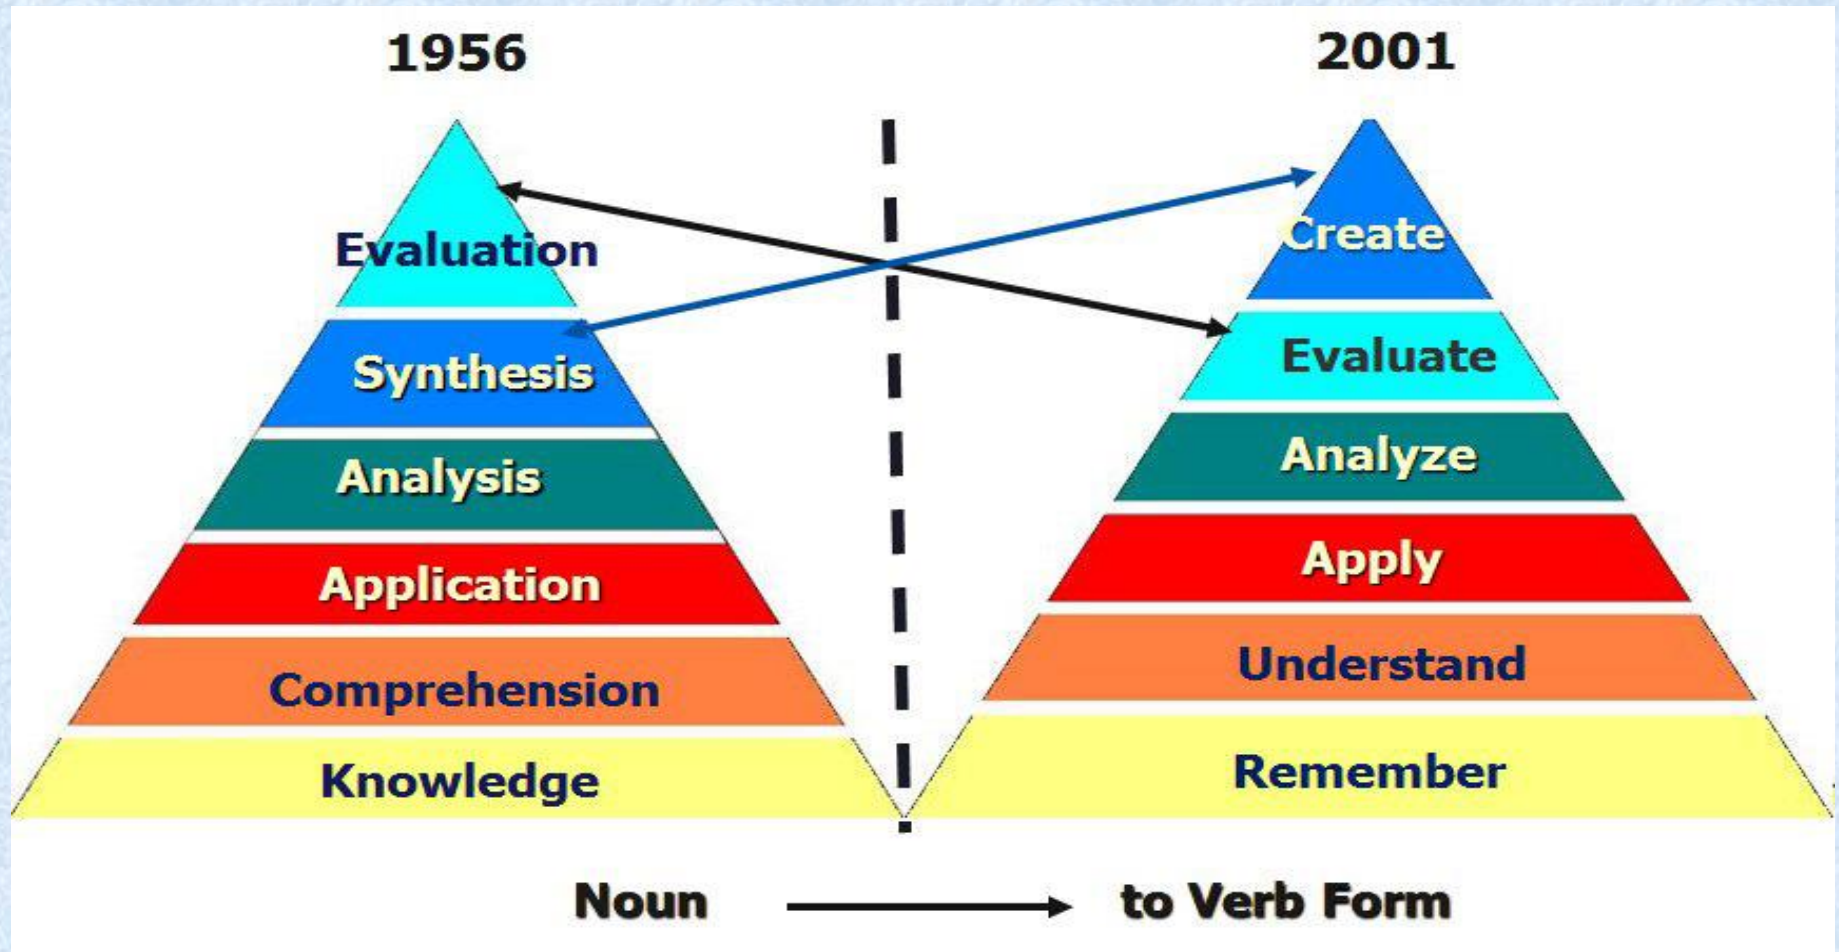 1956
Evaluation
Synthesis
Analysis
Application
Comprehension
Knowledge
2001
Create
Evaluate
Analyze
Apply
Understand
Remember
Noun to Verb Form